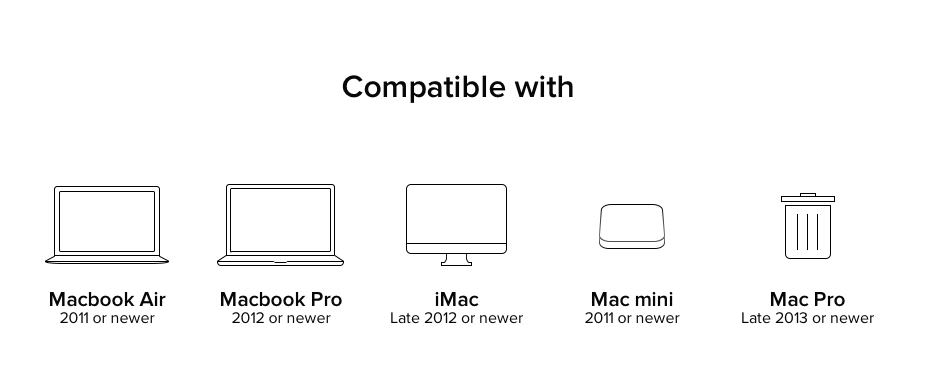 Compatible with
Macbook Air
2011 or newer
Macbook Pro
2012 or newer
iMac
Late 2012 or newer
Mac mini
2011 or newer
Mac Pro
Late 2013 or newer